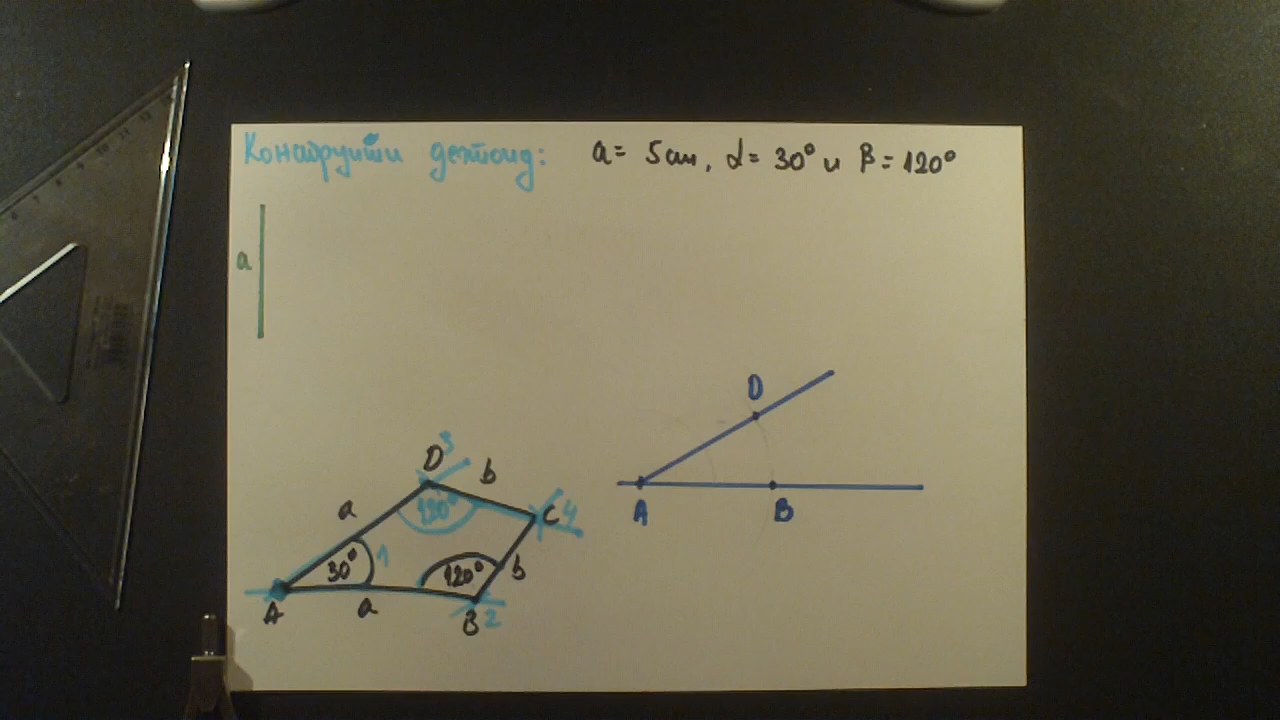 Конструиши делтоид: a = 5cm, α = 30° и β = 120°
a
D 3 b
a 120° C 4
30° 1 120° b
A a B 2
D
A B